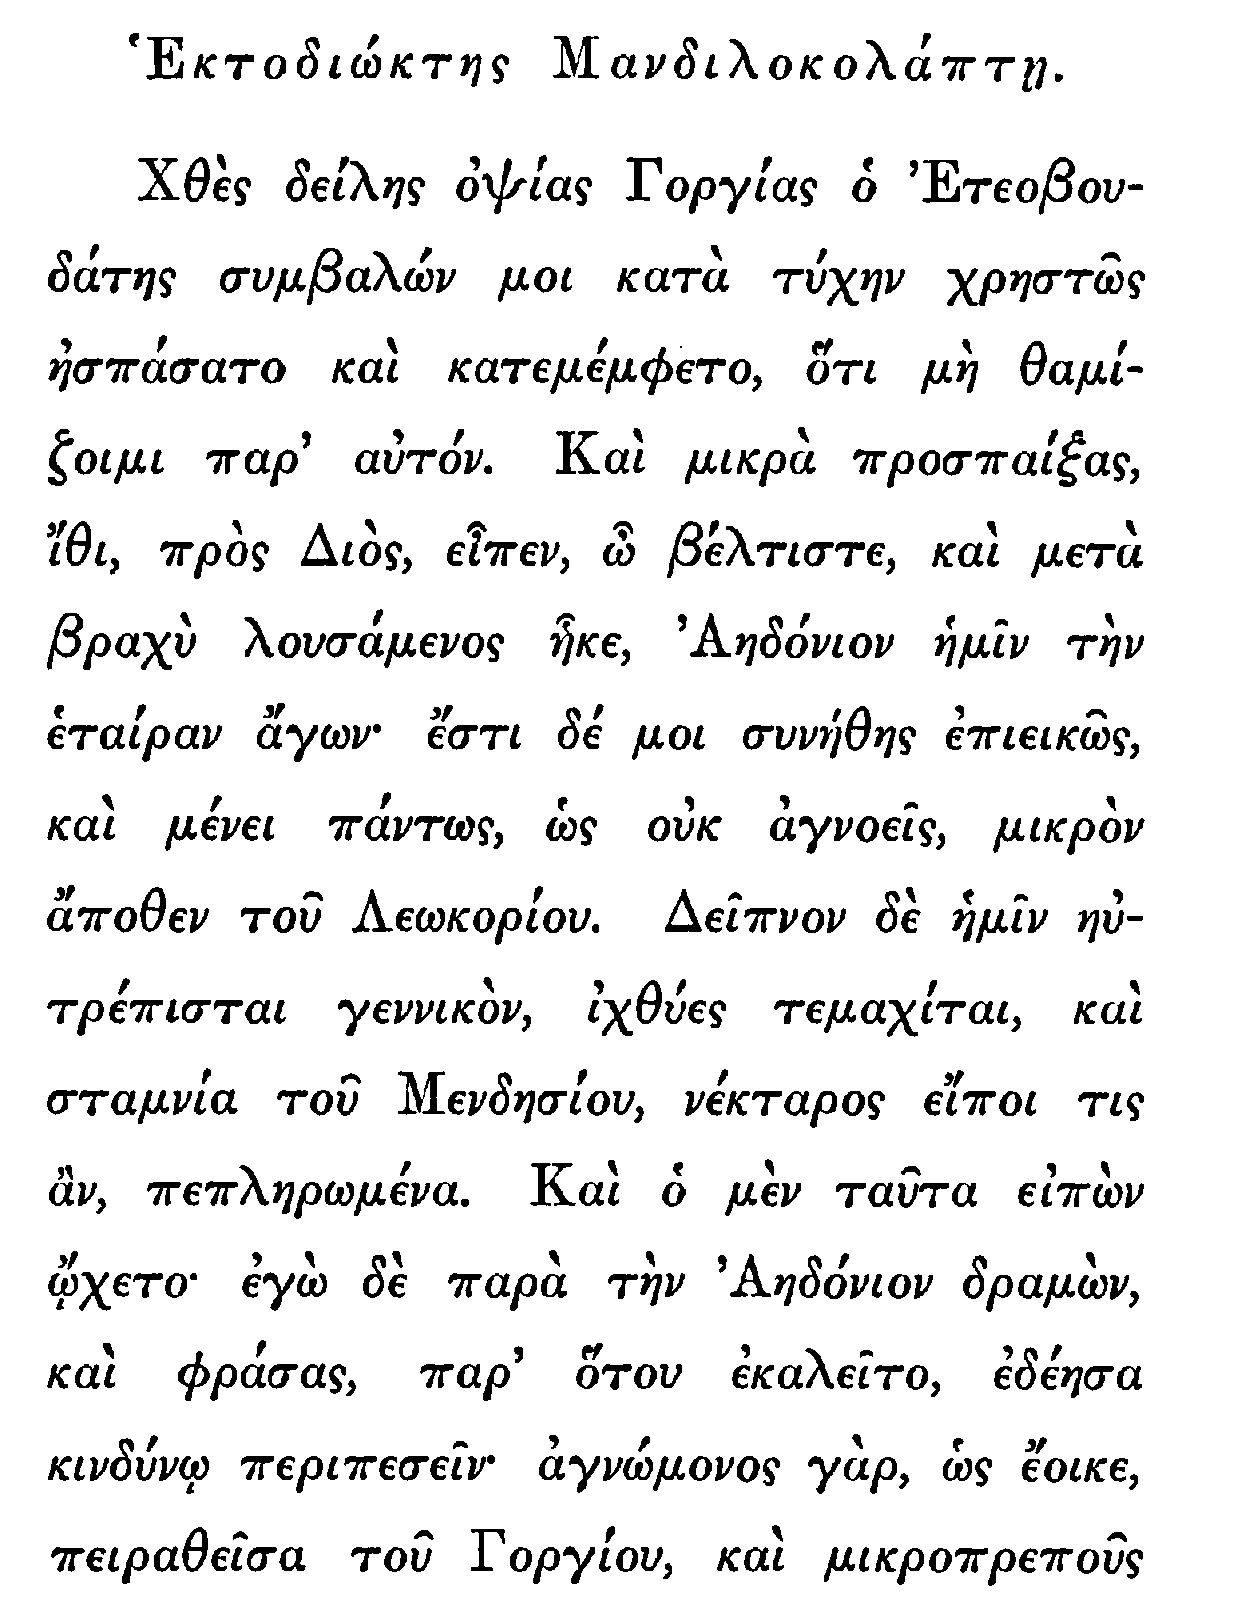 Ἑκτοδιώκτης Μανδιλοκολάπτῃ.
Χθὲς δείλης ὀψίας Γοργίας ὁ Ἐτεοβου-
δάτης συμβαλών μοι κατὰ τύχην χρηστῶς
ἠσπάσατο καὶ κατεμέμφετο, ὅτι μὴ θαμί-
ζοιμι παρ’ αὐτόν. Καὶ μικρὰ προσπαίξας,
ἴθι, πρὸς Διὸς, εἶπεν, ὦ βέλτιστε, καὶ μετὰ
βραχὺ λουσάμενος ἧκε, Ἀηδόνιον ἡμῖν τὴν
ἑταίραν ἄγων· ἔστι δέ μοι συνήθης ἐπιεικῶς,
καὶ μένει πάντως, ὡς οὐκ ἀγνοεῖς, μικρὸν
ἄποθεν τοῦ Λεωκορίου. Δεῖπνον δὲ ἡμῖν ηὐ-
τρέπισται γεννικὸν, ἰχθύες τεμαχίται, καὶ
σταμνία τοῦ Μενδησίου, νέκταρος εἴποι τις
ἂν, πεπληρωμένα. Καὶ ὁ μὲν ταῦτα εἰπὼν
ᾤχετο· ἐγὼ δὲ παρὰ τὴν Ἀηδόνιον δραμὼν,
καὶ φράσας, παρ’ ὅτου ἐκαλεῖτο, ἐδέησα
κινδύνῳ περιπεσεῖν· ἀγνώμονος γὰρ, ὡς ἔοικε,
πειραθεῖσα τοῦ Γοργίου, καὶ μικροπρεποῦς